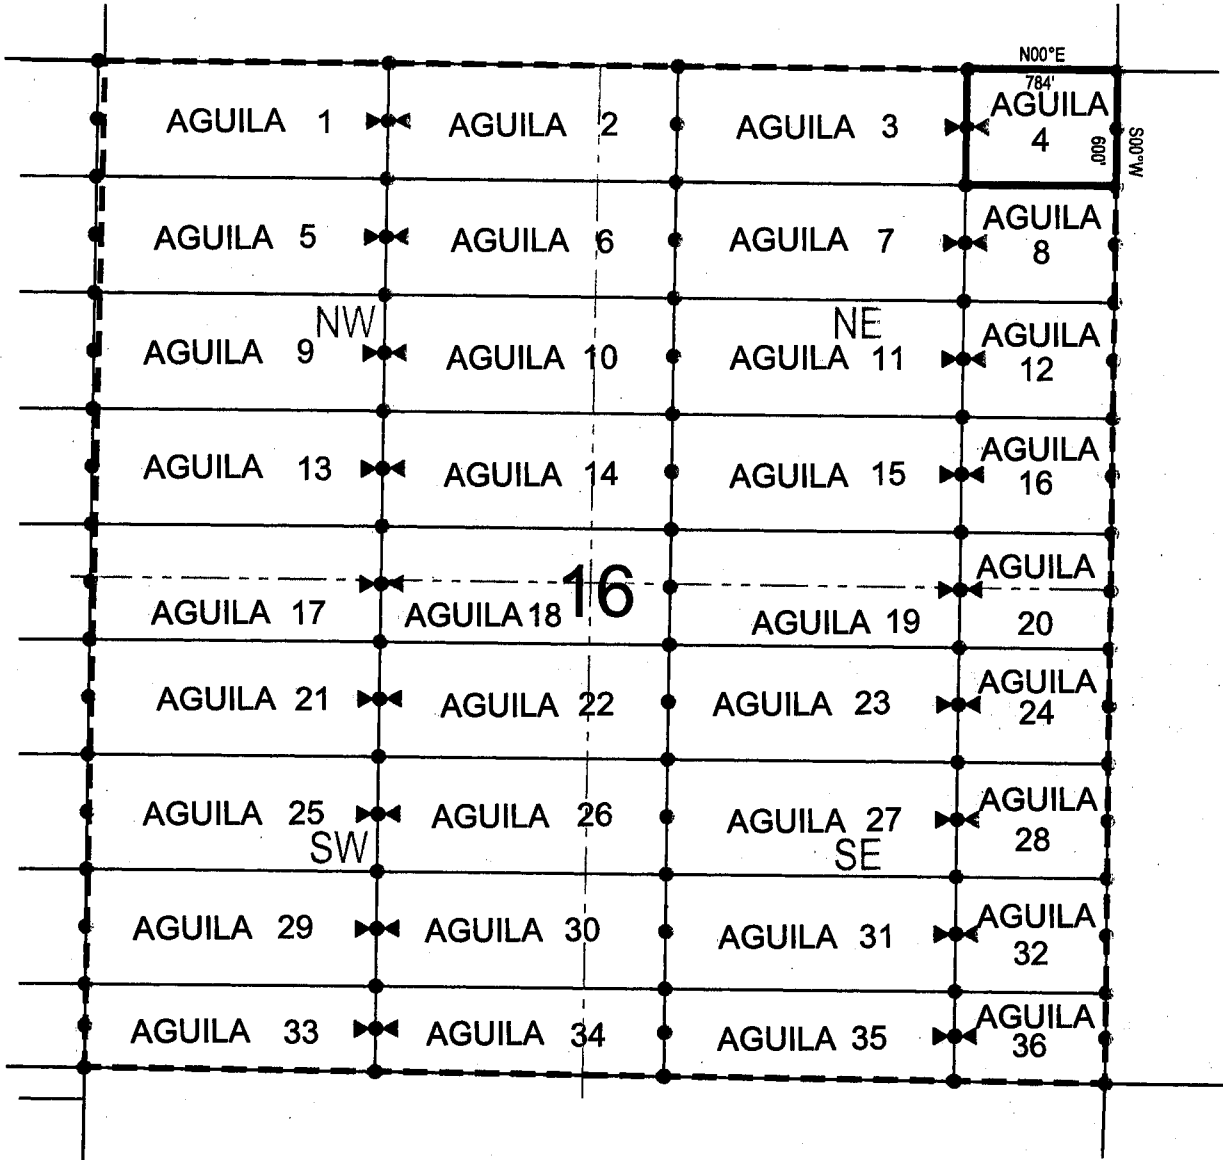 N00°E
784'
AGUILA 1
AGUILA 2
AGUILA 3
AGUILA
4
600'
S00°W
AGUILA 5
AGUILA 6
AGUILA 7
AGUILA
8
NW
NE
AGUILA 9
AGUILA 10
AGUILA 11
AGUILA
12
AGUILA 13
AGUILA 14
AGUILA 15
AGUILA
16
16
AGUILA 17
AGUILA 18
AGUILA 19
AGUILA
20
AGUILA 21
AGUILA 22
AGUILA 23
AGUILA
24
AGUILA 25
AGUILA 26
AGUILA 27
AGUILA
28
SW
SE
AGUILA 29
AGUILA 30
AGUILA 31
AGUILA
32
AGUILA 33
AGUILA 34
AGUILA 35
AGUILA
36